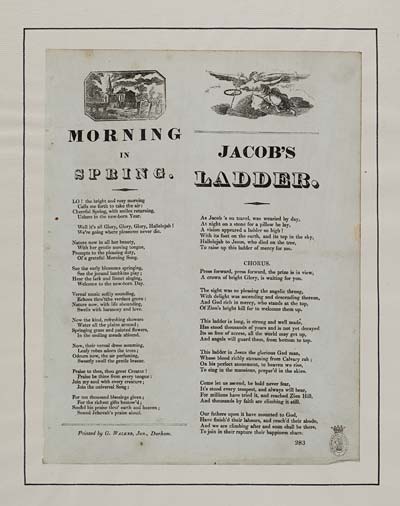 MORNING
IN
SPRING.
LO! the bright and rosy morning
Calls me forth to take the air:
Cheerful Spring, with smiles returning,
Ushers in the new-born Year.
Well it's all Glory, Glory, Glory, Hallelujah!
We're going where pleasures never die.
Nature now in all her beauty,
With her gentle moving tongue,
Prompts to the pleasing duty,
Of a grateful Morning Song.
See the early blossoms springing,
See the jocund lambkins play;
Hear the lark and linnet singing,
Welcome to the new-born Day.
Vernal music softly sounding,
Echoes thro' the verdant grove:
Nature now, with life abounding,
Swells with harmony and love.
Now the kind, refreshing showers
Water all the plains around;
Springing grass and painted flowers,
In the smiling meads abound.
Now, their vernal dress assuming,
Leafy robes adorn the trees;
Odours now, the air perfuming,
Sweetly swell the gentle breeze.
Praise to thee, thou great Creator!
Praise be thine from every tongue:
Join my soul with every creature;
Join the universal Song!
For ten thousand blessings given;
For the richest gifts bestow'd;
Sound his praise thro' earth and heaven;
Sound Jehovah's praise aloud.
Printed by G. WALKER, Jun., Durham.
JACOB'S
LADDER.
As Jacob 's on travel, was wearied by day,
At night on a stone for a pillow he lay,
A vision appeared a ladder so high!
With its foot on the earth, and its top in the sky,
Hallelujah to Jesus, who died on the tree,
To raise up this ladder of mercy for me.
CHORUS.
Press forward, press forward, the prize is in view,
A crown of bright Glory, is waiting for you.
The sight was so pleasing the angelic throng,
With delight was ascending and descending thereon,
And God rich in mercy, who stands at the top,
Of Zion's bright hill for to welcome them up.
This ladder is long, is strong and well made,
Has stood thousands of years and is not yet decayed
Its so free of access, all the world may get up,
And angels will guard them, from bottom to top.
This ladder in Jesus the glorious God man,
Whose blood richly streaming from Calvary ran;
On his perfect atonement, to heaven we rise,
To sing in the mansions, prepar'd in the skies.
Come let us ascend, be bold never fear,
It's stood every tempest, and always will bear,
For millions have tried it, and reached Zion Hill,
And thousands by faith are climbing it still.
Our fathers upon it have mounted to God,
Have finish'd their labours, and reach'd their abode,
And we are climbing after and soon shall be there,
To join in their rapture their happiness share.
283